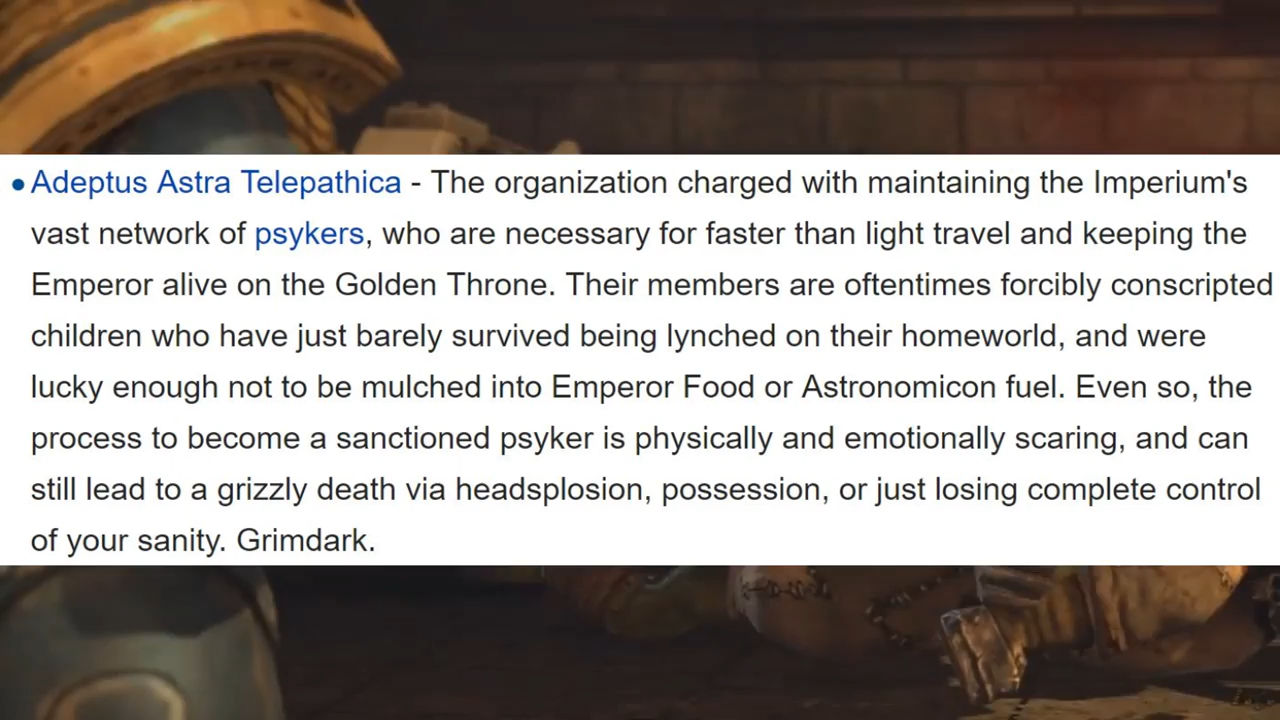 • Adeptus Astra Telepathica - The organization charged with maintaining the Imperium's
vast network of psykers, who are necessary for faster than light travel and keeping the
Emperor alive on the Golden Throne. Their members are oftentimes forcibly conscripted
children who have just barely survived being lynched on their homeworld, and were
lucky enough not to be mulched into Emperor Food or Astronomicon fuel. Even so, the
process to become a sanctioned psyker is physically and emotionally scaring, and can
still lead to a grizzly death via headsplosion, possession, or just losing complete control
of your sanity. Grimdark.